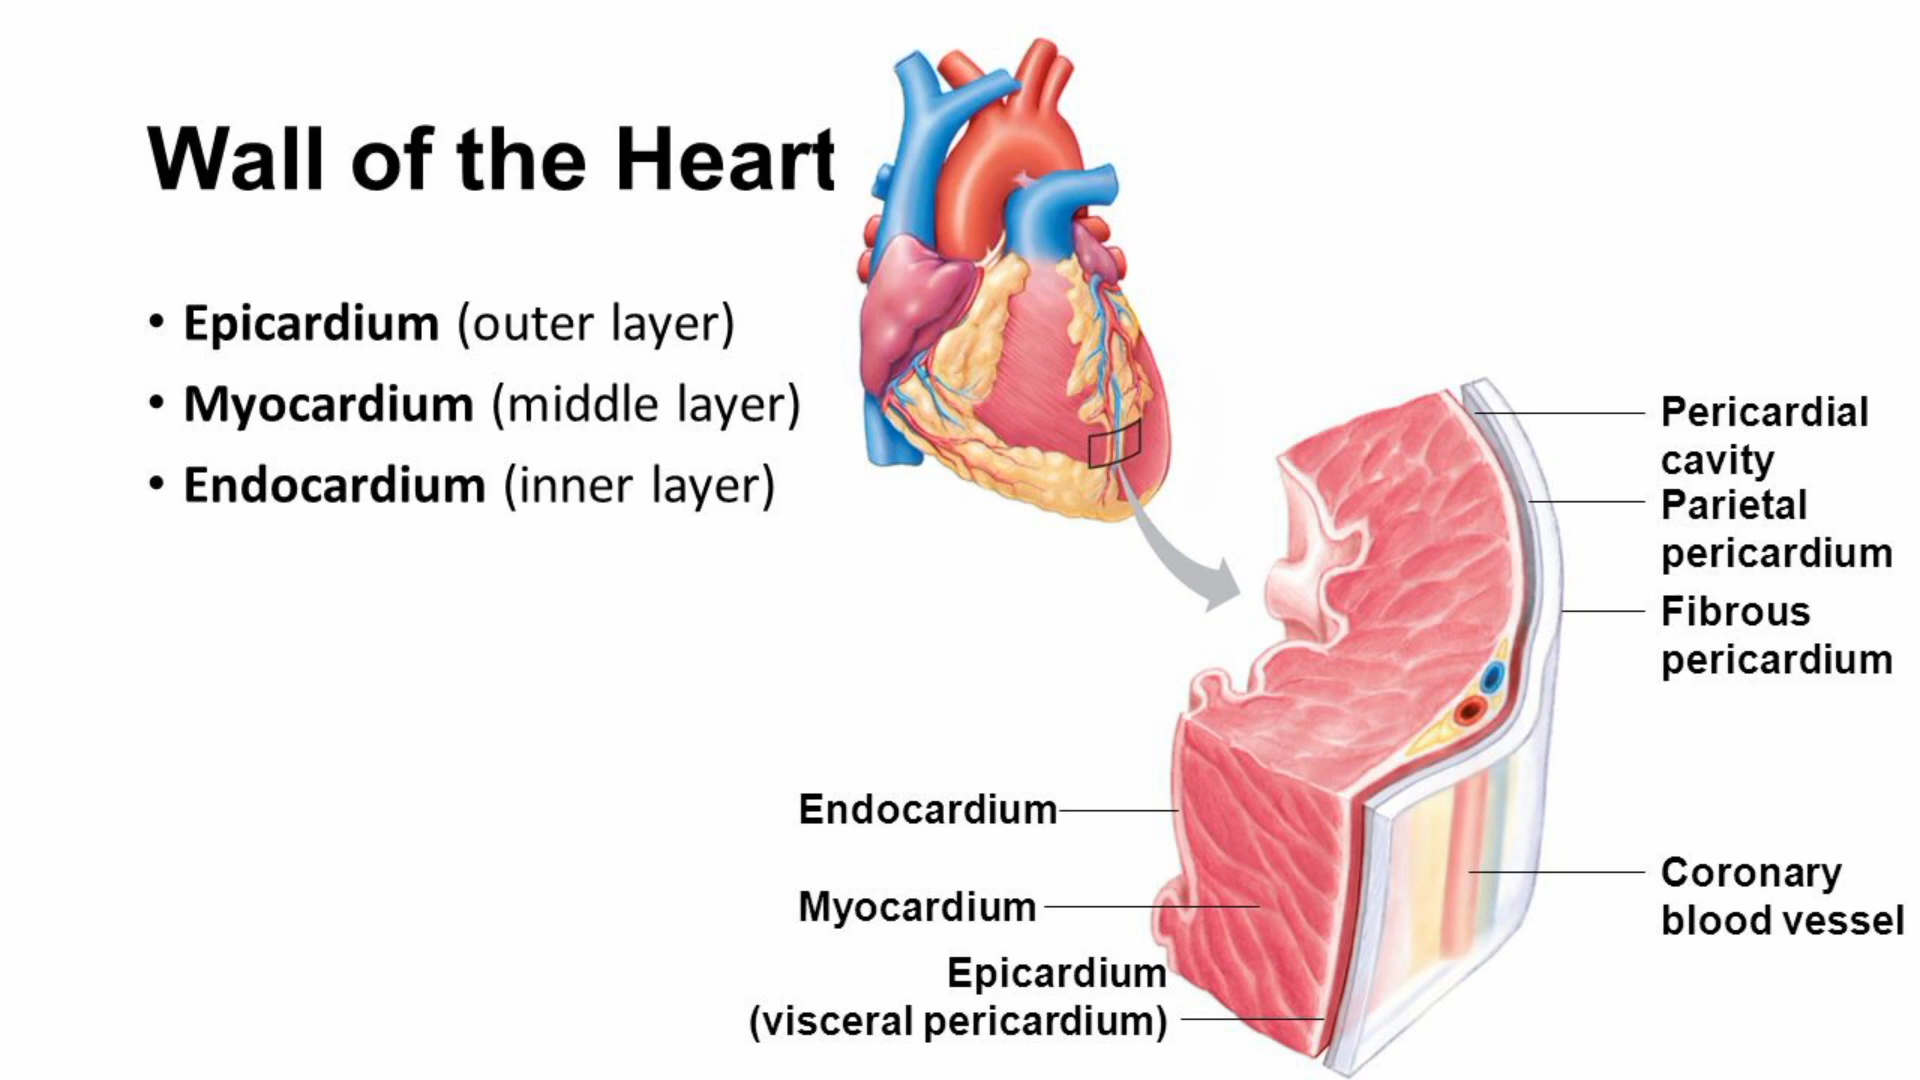 Wall of the Heart
• Epicardium (outer layer)
• Myocardium (middle layer)
• Endocardium (inner layer)
Pericardial
cavity
Parietal
pericardium
Fibrous
pericardium
Endocardium
Myocardium
Epicardium
(visceral pericardium)
Coronary
blood vessel